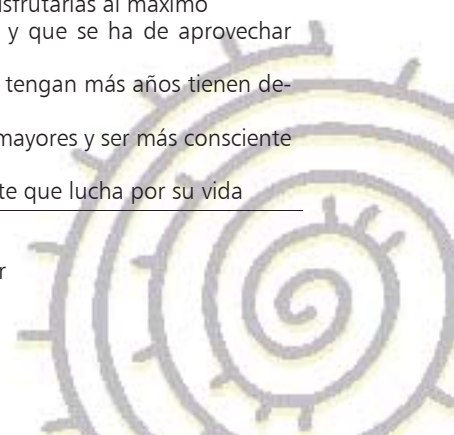 disfrutarlas al máximo
y que se ha de aprovechar
tengan más años tienen de-
mayores y ser más consciente
te que lucha por su vida
r